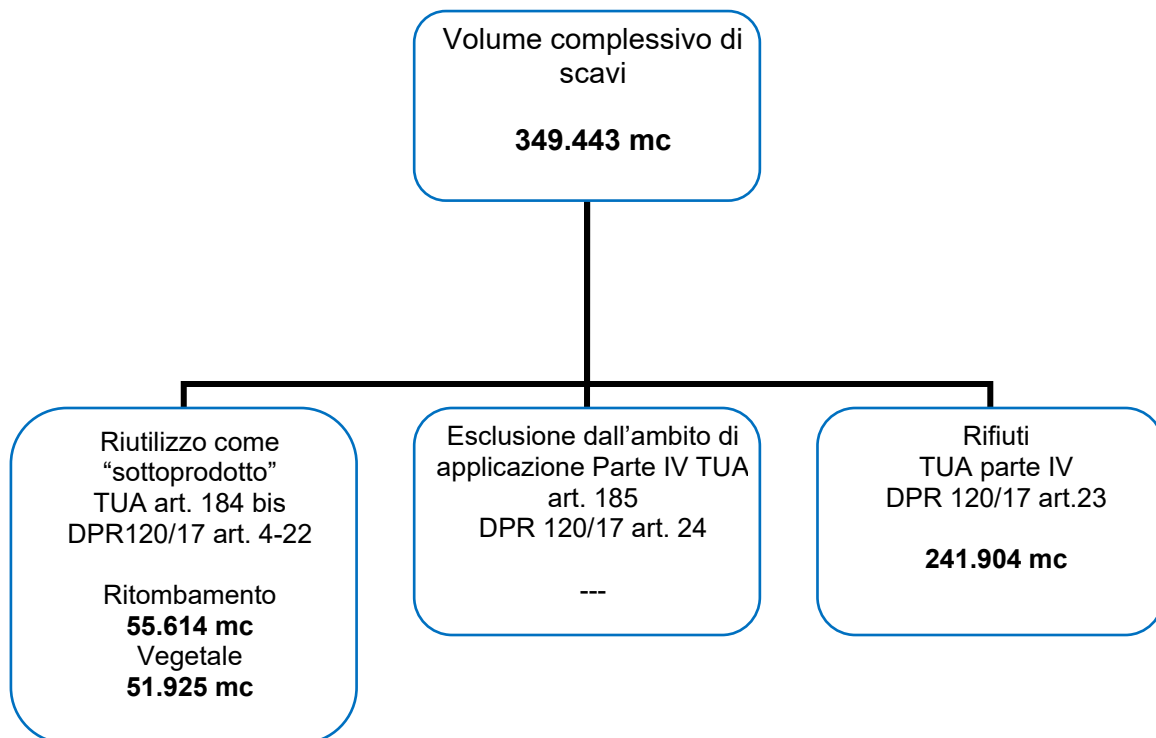 Volume complessivo di
scavi
349.443 mc
Riutilizzo come
“sottoprodotto”
TUA art. 184 bis
DPR120/17 art. 4-22
Ritombamento
55.614 mc
Vegetale
51.925 mc
Esclusione dall’ambito di
applicazione Parte IV TUA
art. 185
DPR 120/17 art. 24
---
Rifiuti
TUA parte IV
DPR 120/17 art.23
241.904 mc